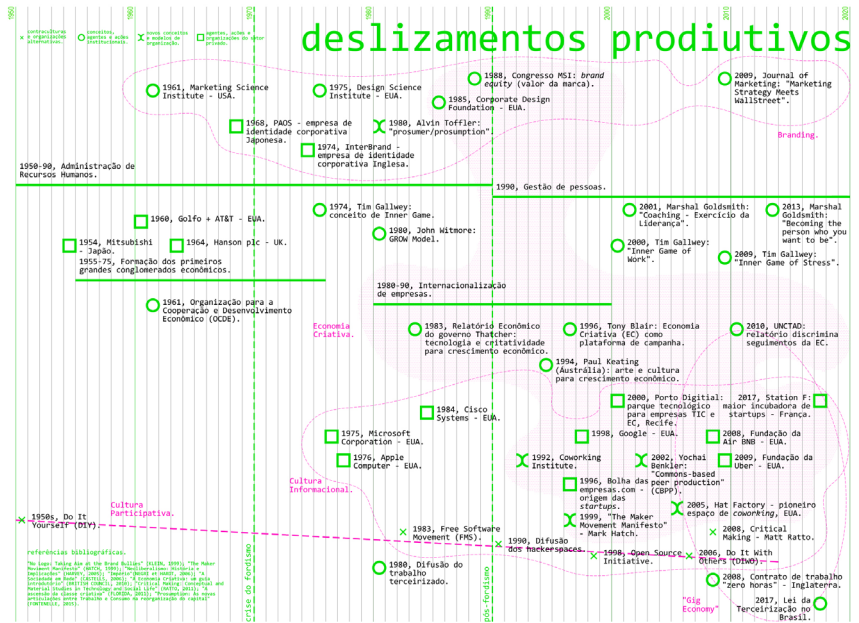 1950
1960
1970
1980
1990
2000
2010
2020
contraculturas
e organizações
alternativas.
conceitos,
agentes e ações
institucionais.
novos conceitos
e modelos de
organização.
agentes, ações e
organizações do setor
privado.
deslizamentos prodiutivos
1961, Marketing Science
Institute - USA.
1975, Design Science
Institute - EUA.
1988, Congresso MSI: brand
equity (valor da marca).
2009, Journal of
Marketing: "Marketing
Strategy Meets
WallStreet".
1985, Corporate Design
Foundation - EUA.
1968, PAOS - empresa de
identidade corporativa
Japonesa.
1980, Alvin Toffler:
"prosumer/prosumption"
1974, InterBrand -
empresa de identidade
corporativa Inglesa.
Branding.
1950-90, Administração de
Recursos Humanos.
1990, Gestão de pessoas.
1974, Tim Gallwey:
conceito de Inner Game.
2001, Marshal Goldsmith:
"Coaching - Exercício da
Liderança".
2013, Marshal
Goldsmith:
"Becoming the
person who you
want to be".
1960, Golfo + AT&T - EUA.
1980, John Witmore:
GROW Model.
1954, Mitsubishi
- Japão.
1964, Hanson plc - UK.
2000, Tim Gallwey:
"Inner Game of
Work".
2009, Tim Gallwey:
"Inner Game of Stress".
1955-75, Formação dos primeiros
grandes conglomerados econômicos.
1980-90, Internacionalização
de empresas.
1961, Organização para a
Cooperação e Desenvolvimento
Econômico (OCDE).
Economia
Criativa.
1983, Relatório Econômico
do governo Thatcher:
tecnologia e critatividade
para crescimento econômico.
1996, Tony Blair: Economia
Criativa (EC) como
plataforma de campanha.
2010, UNCTAD:
relatório discrimina
seguimentos da EC.
1994, Paul Keating
(Áustrália): arte e cultura
para crescimento econômico.
2000, Porto Digitial:
parque tecnológico
para empresas TIC e
EC, Recife.
2017, Station F:
maior incubadora de
startups - França.
1984, Cisco
Systems - EUA.
1975, Microsoft
Corporation - EUA.
1998, Google - EUA.
2008, Fundação da
Air BNB - EUA.
1976, Apple
Computer - EUA.
1992, Coworking
Institute.
2002, Yochai
Benkler:
"Commons-based
peer production"
(CBPP).
2009, Fundação da
Uber - EUA.
Cultura
Informacional.
1996, Bolha das
empresas.com -
origem das
startups.
Cultura
Participativa.
1950s, Do It
Yourself (DIY).
1999, "The Maker
Movement Manifesto"
- Mark Hatch.
2005, Hat Factory - pioneiro
espaço de coworking, EUA.
1983, Free Software
Movement (FMS).
2008, Critical
Making - Matt Ratto.
1990, Difusão
dos hackerspaces.
1998, Open Source
Initiative.
2006, Do It With
Others (DIWO).
referências bibliográficas.
1980, Difusão do
trabalho
terceirizado.
2008, Contrato de trabalho
"zero horas" - Inglaterra.
"Gig
Economy"
2017, Lei da
Terceirização no
Brasil.
crise do fordismo
pós-fordismo